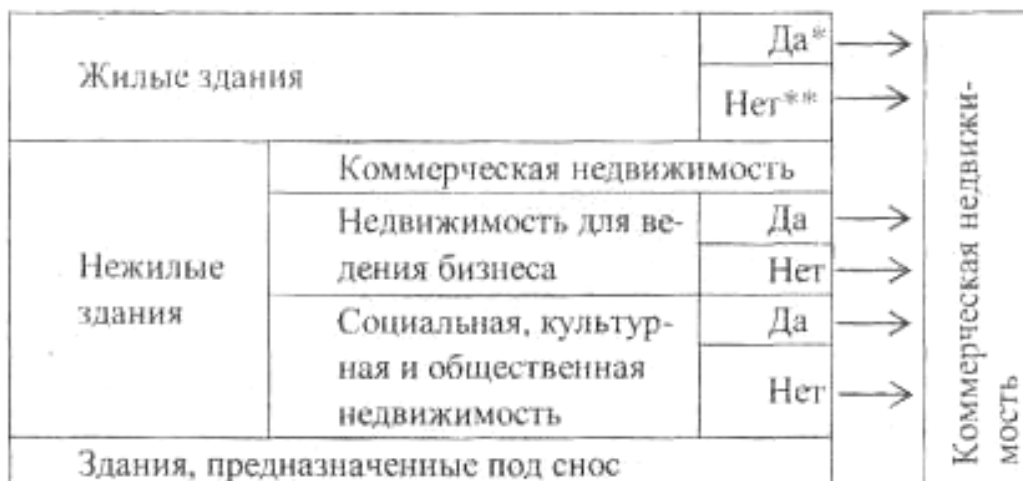 Жилые здания
Да*
Нет**
Нежилые
здания
Коммерческая недвижимость
Недвижимость для ве-
дения бизнеса
Да
Нет
Социальная, культур-
ная и общественная
недвижимость
Да
Нет
Здания, предназначенные под снос
Коммерческая недвижи-
мость